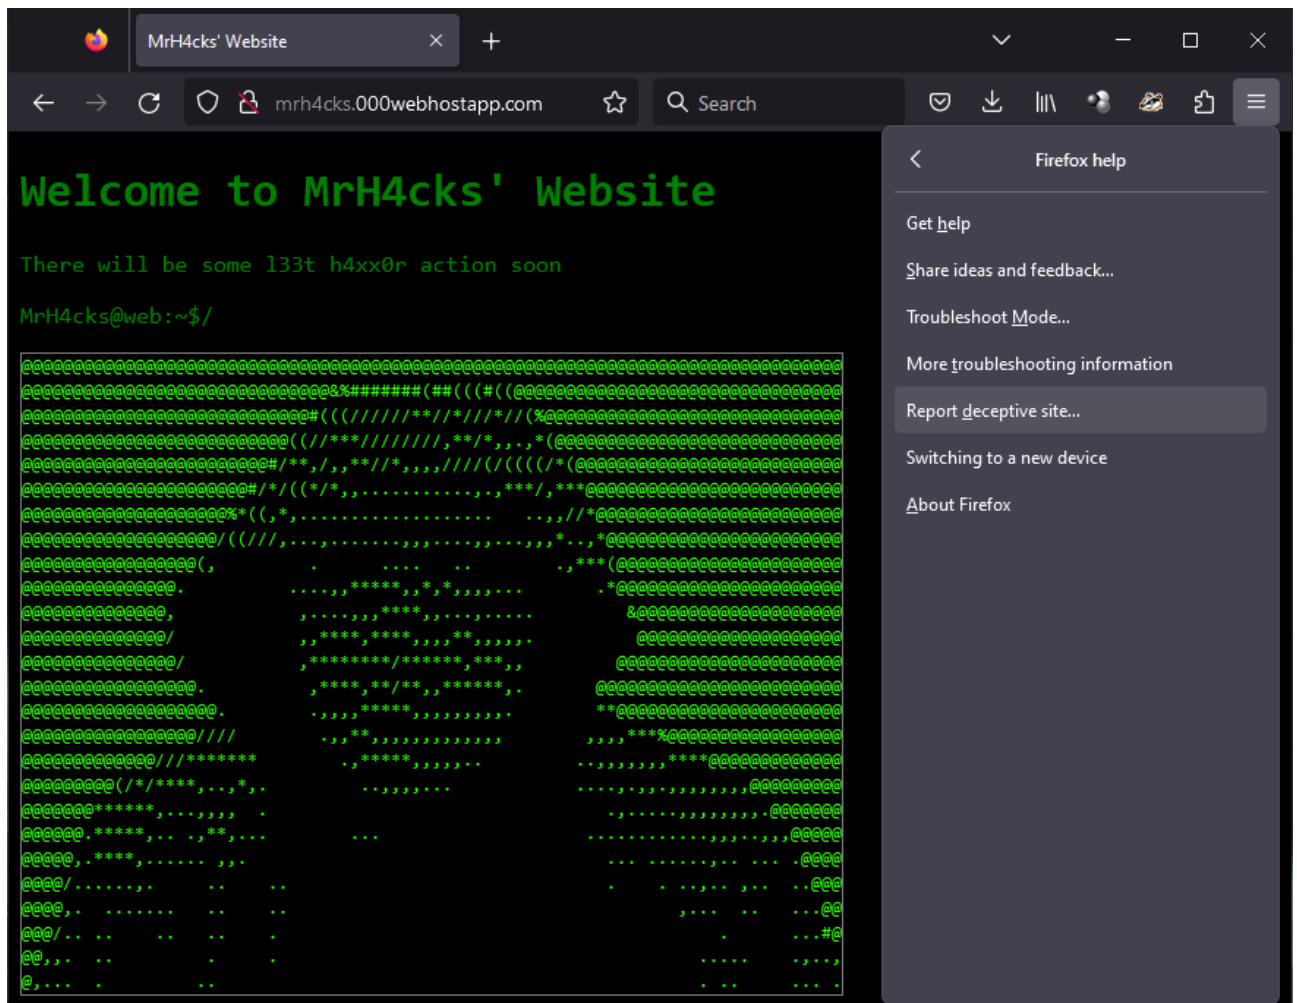 MrH4cks' Website
mrh4cks.000webhostapp.com
Search
Welcome to MrH4cks' Website
There will be some l33t h4xx0r action soon
MrH4cks@web:~$/
Firefox help
Get help
Share ideas and feedback...
Troubleshoot Mode...
More troubleshooting information
Report deceptive site...
Switching to a new device
About Firefox